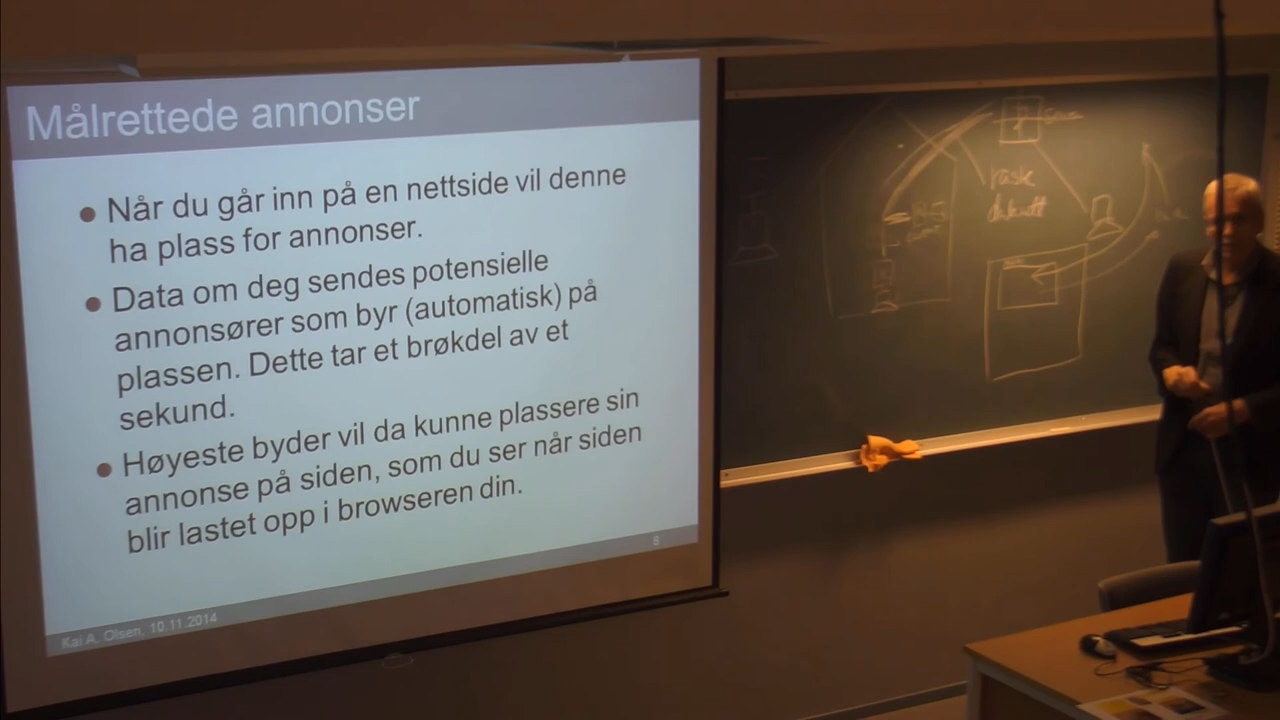 Målrettede annonser
● Når du går inn på en nettside vil denne
ha plass for annonser.
● Data om deg sendes potensielle
annonsører som byr (automatisk) på
plassen. Dette tar et brøkdel av et
sekund.
● Høyeste byder vil da kunne plassere sin
annonse på siden, som du ser når siden
blir lastet opp i browseren din.
8
Kai A. Olsen, 10.11.2014
rask